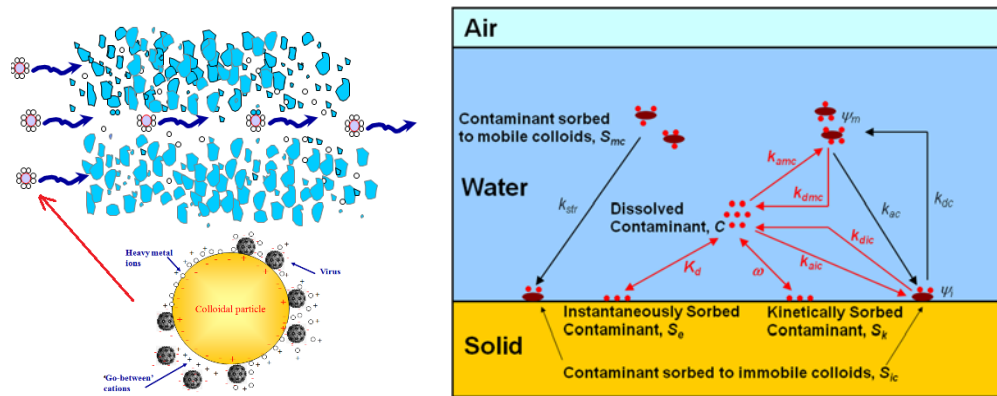 Heavy metal
ions
Virus
Colloidal particle
'Go-between'
cations
Air
Contaminant sorbed
to mobile colloids, Smc
ψm
kamc
Water
kdmc
kstr
Dissolved
Contaminant, C
kac
kdc
kdic
Kd
ω
kaic
ψi
Instantaneously Sorbed
Contaminant, Se
Kinetically Sorbed
Contaminant, Sk
Solid
Contaminant sorbed to immobile colloids, Sic